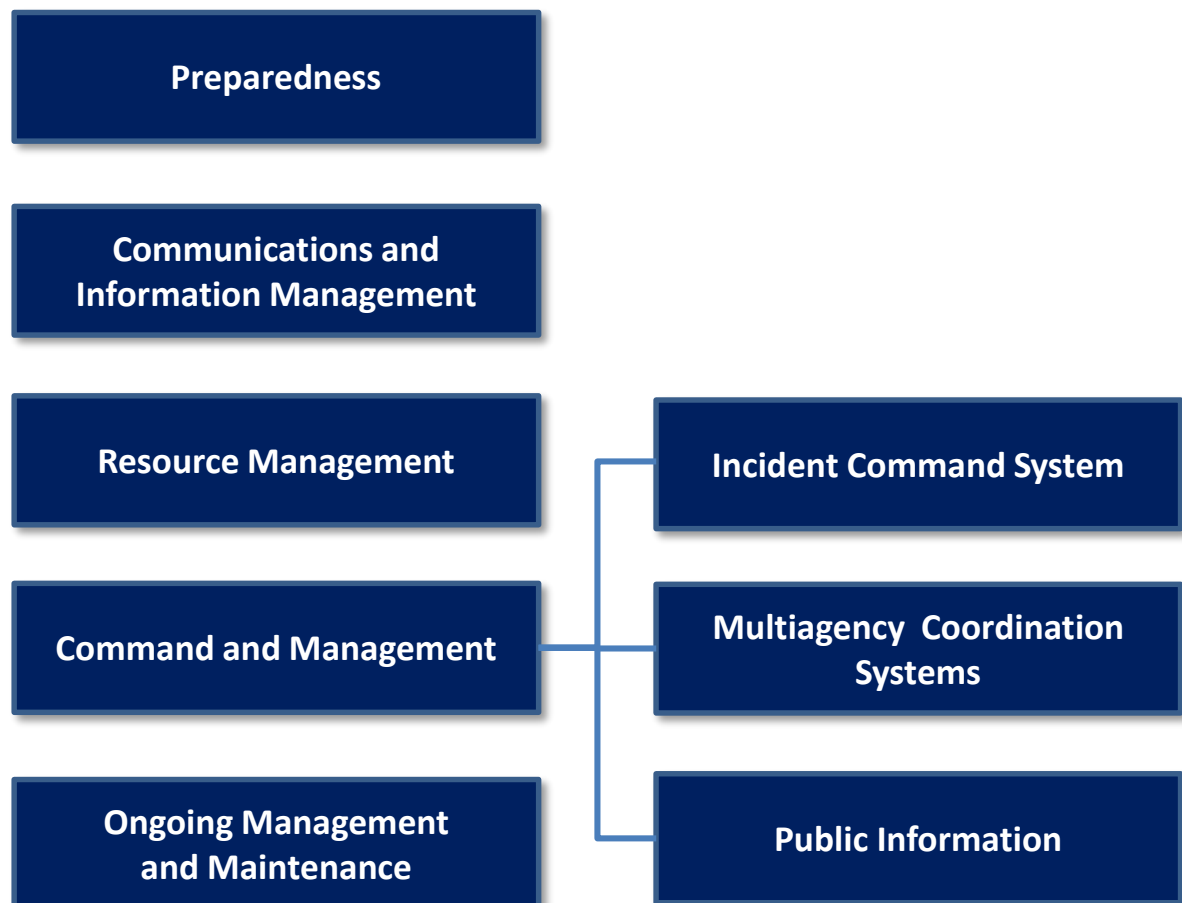 Preparedness
Communications and
Information Management
Resource Management
Command and Management
Ongoing Management
and Maintenance
Incident Command System
Multiagency  Coordination
Systems
Public Information